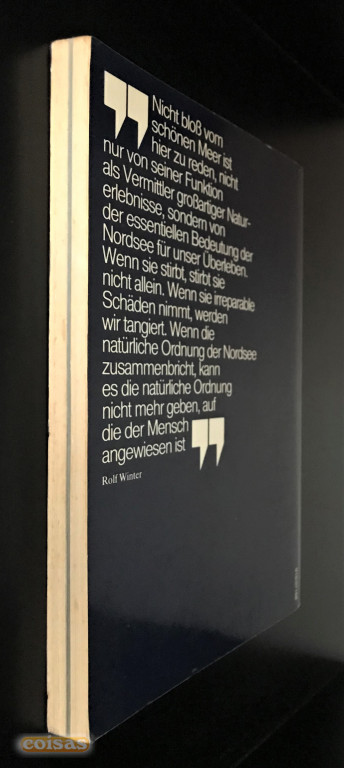 Nicht bloß vom
schönen Meer ist
hier zu reden, nicht
nur von seiner Funktion
als Vermittler großartiger Natur-
erlebnisse, sondern von
der essentiellen Bedeutung der
Nordsee für unser Überleben.
Wenn sie stirbt, stirbt sie
nicht allein. Wenn sie irreparable
Schäden nimmt, werden
wir tangiert. Wenn die
natürliche Ordnung der Nordsee
zusammenbricht, kann
es die natürliche Ordnung
nicht mehr geben, auf
die der Mensch
angewiesen ist
Rolf Winter
coisas